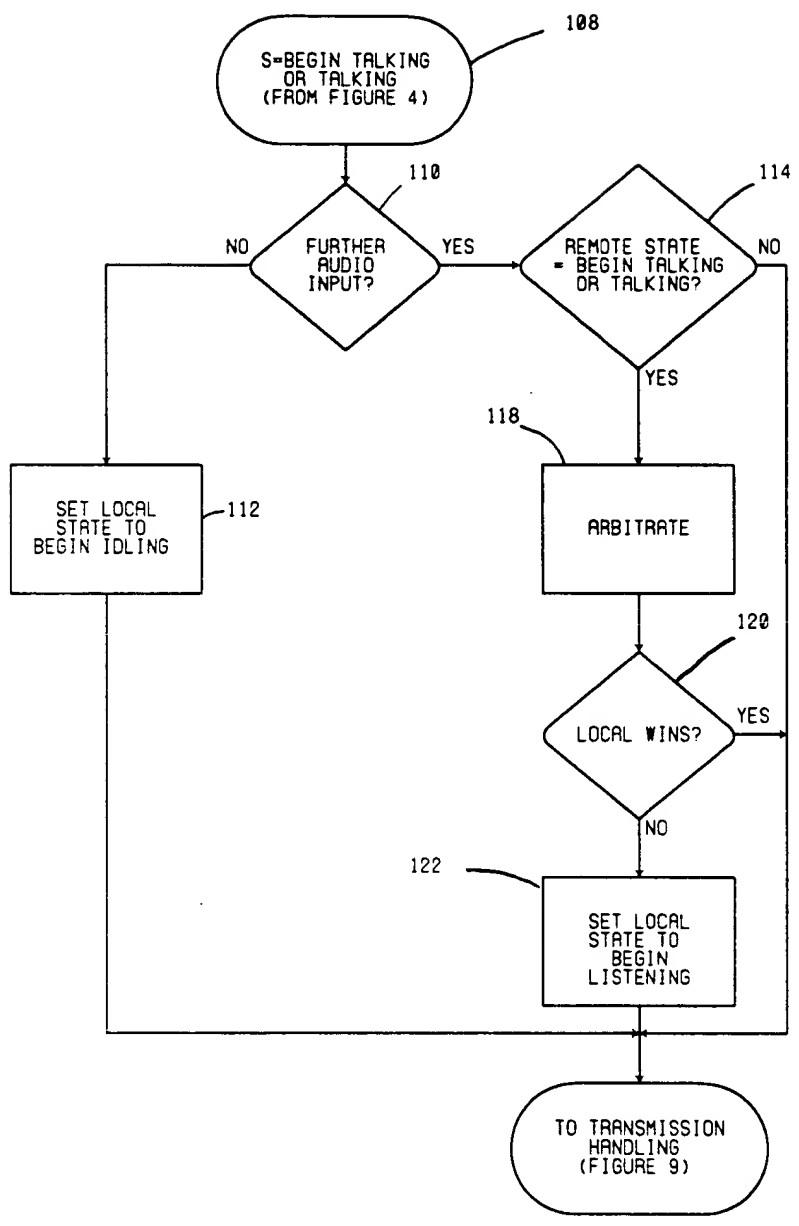 108
S=BEGIN TALKING
OR TALKING
(FROM FIGURE 4)
110
114
NO
FURTHER
AUDIO
INPUT?
YES
REMOTE STATE
= BEGIN TALKING
OR TALKING?
NO
YES
118
SET LOCAL
STATE TO
BEGIN IDLING
112
ARBITRATE
120
LOCAL WINS?
YES
NO
122
SET LOCAL
STATE TO
BEGIN
LISTENING
TO TRANSMISSION
HANDLING
(FIGURE 9)